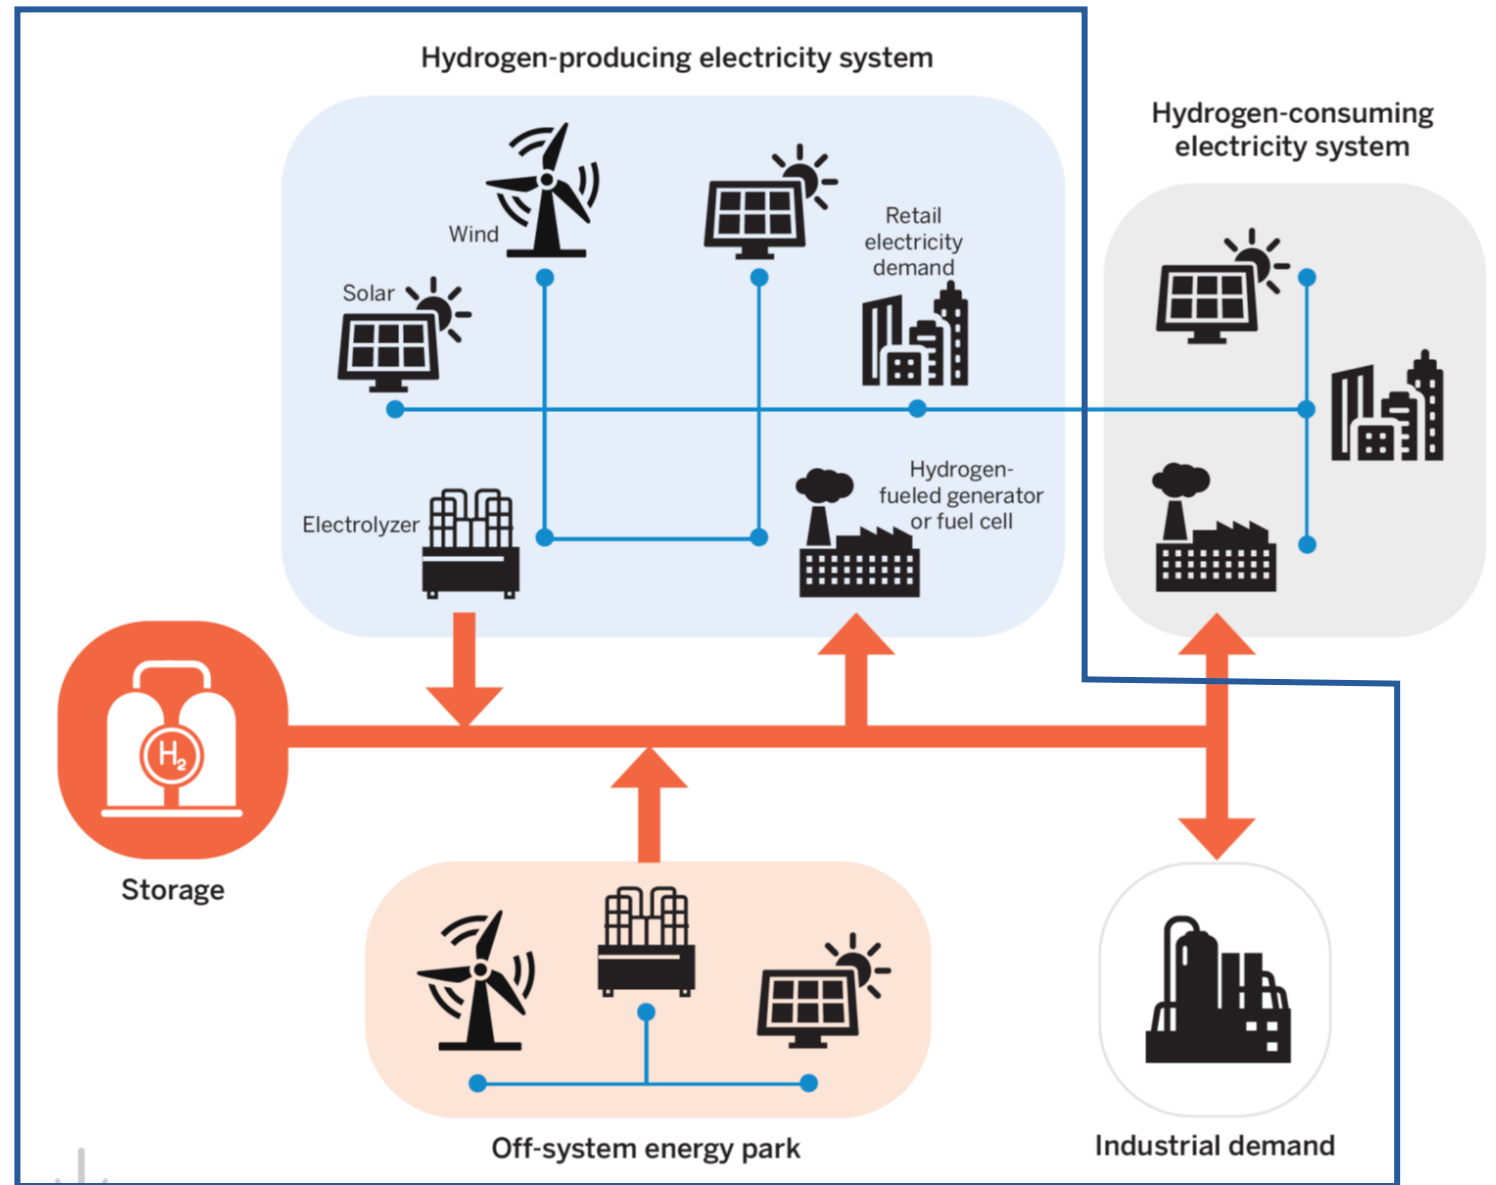 Hydrogen-producing electricity system
Hydrogen-consuming
electricity system
Wind
Retail
electricity
demand
Solar
Hydrogen-
fueled generator
or fuel cell
Electrolyzer
H₂
Storage
Off-system energy park
Industrial demand